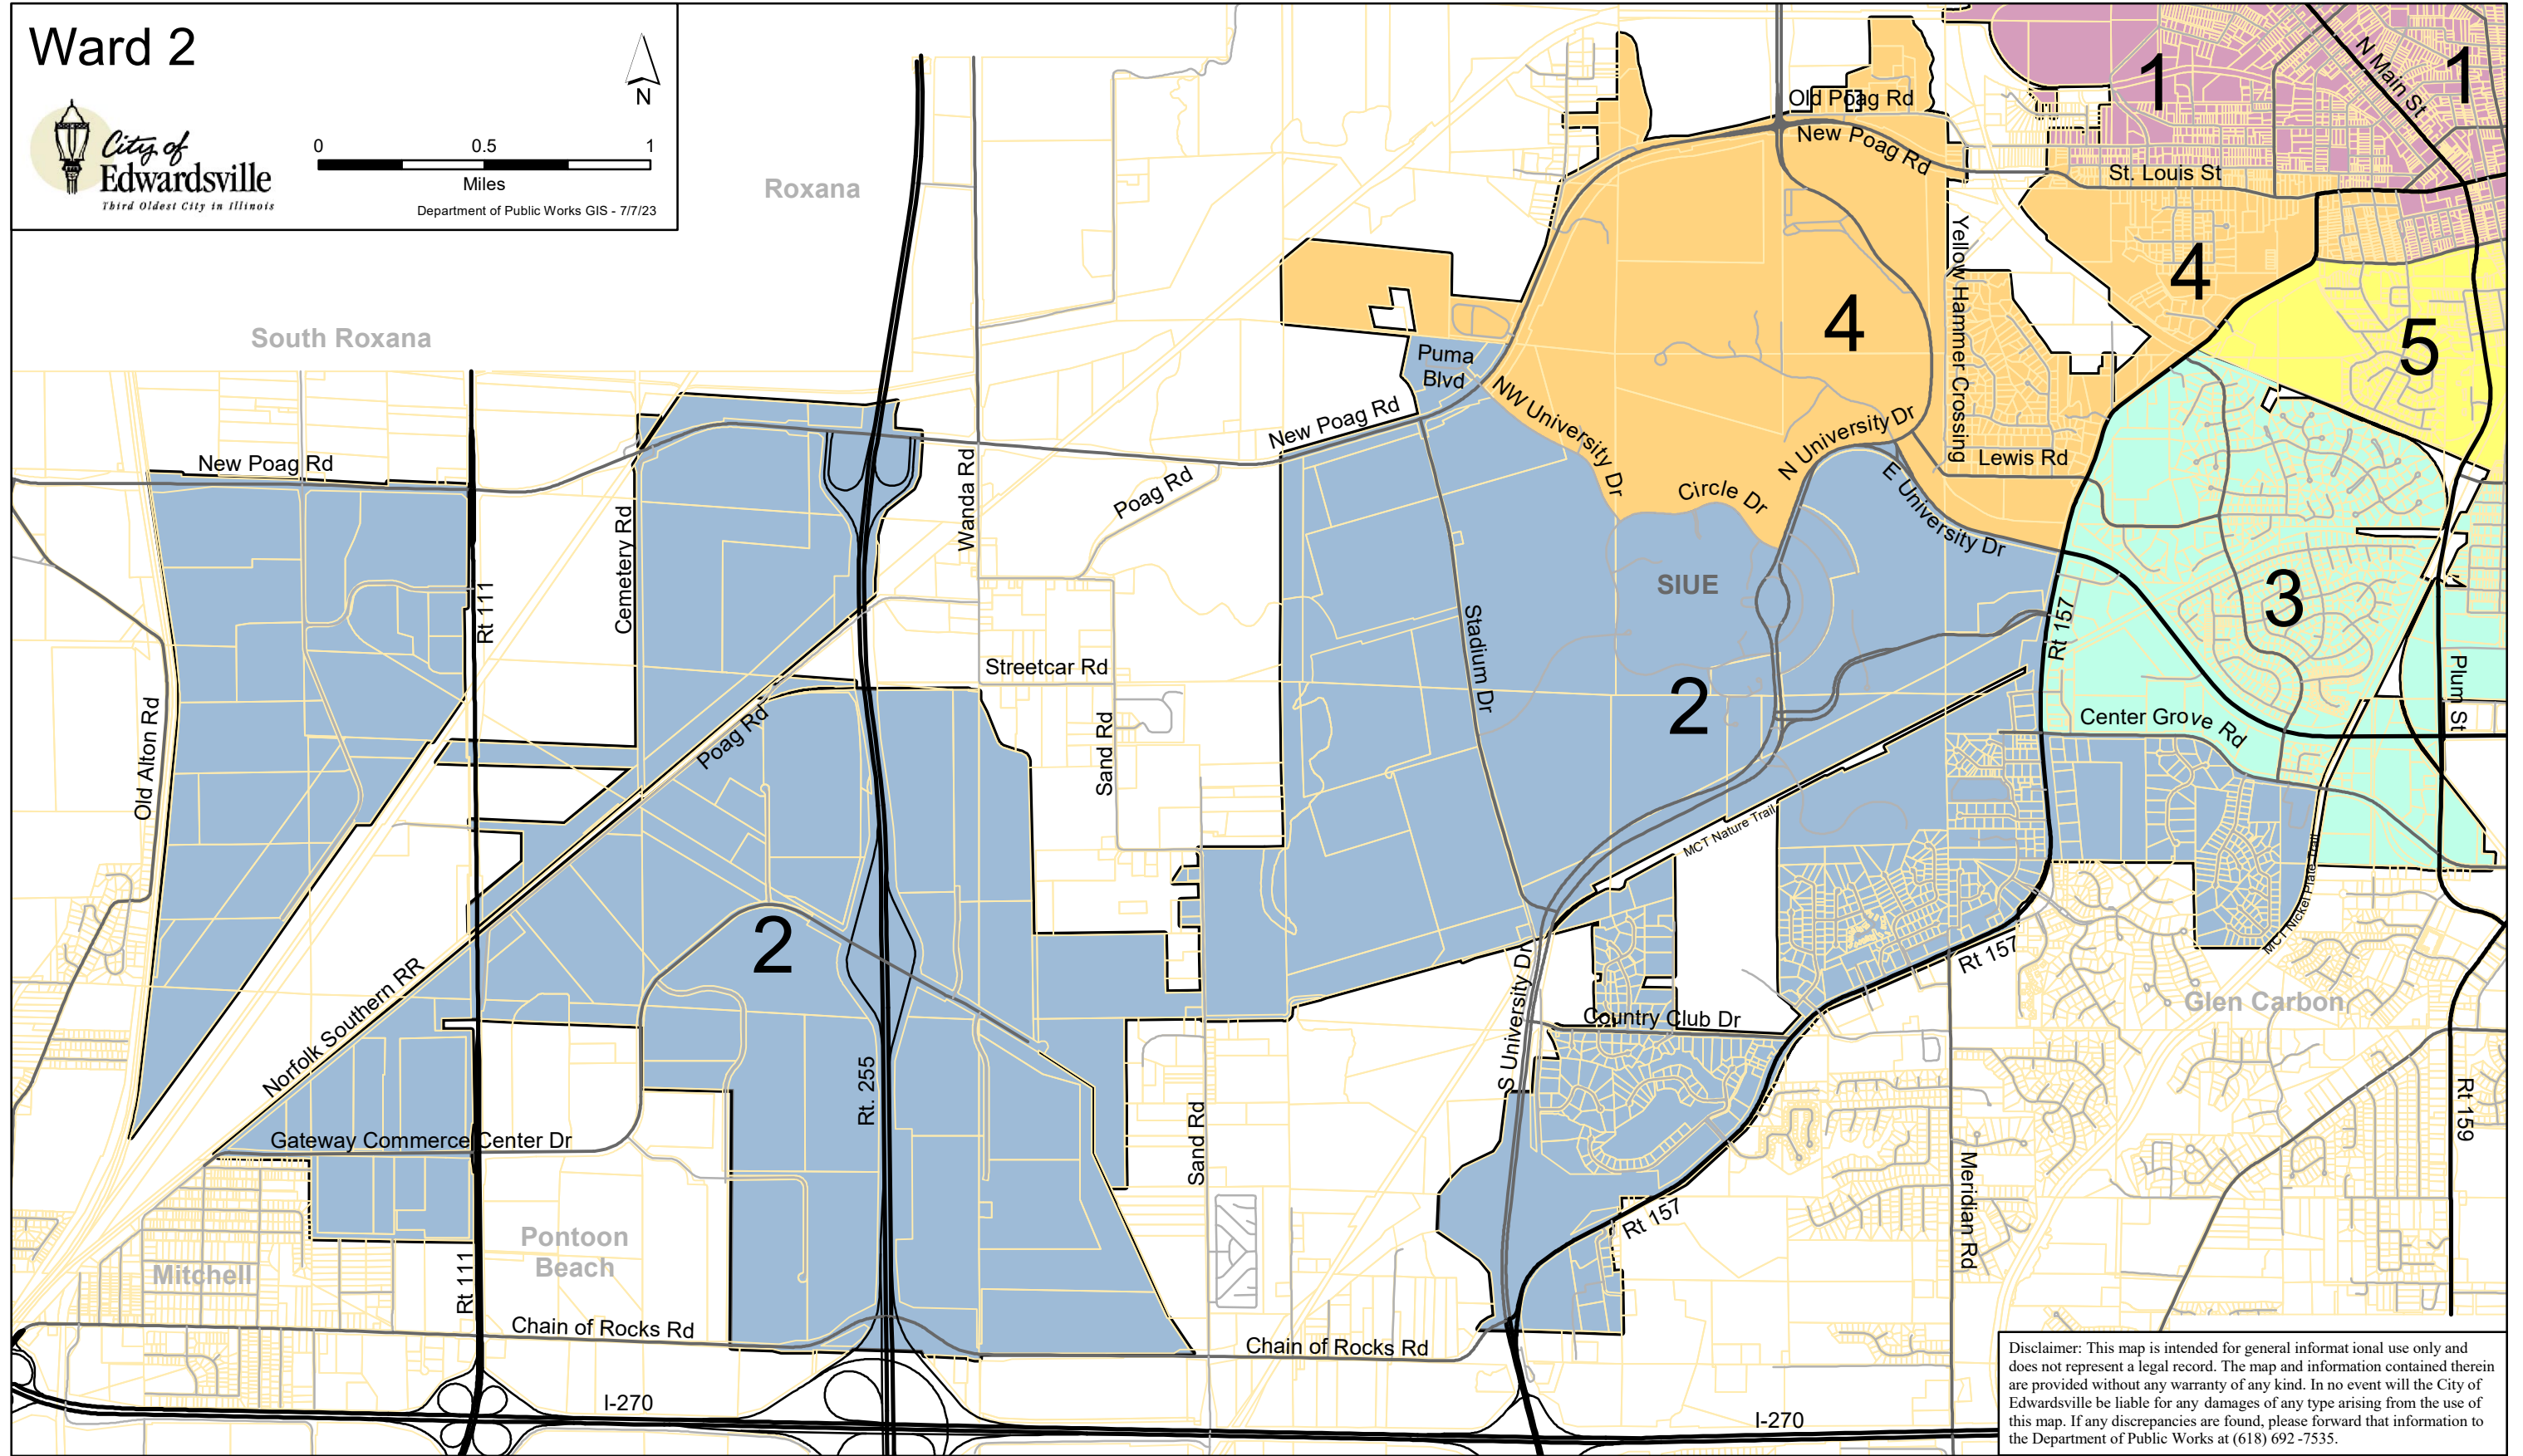 Ward 2
N
City of
Edwardsville
Third Oldest City in Illinois
0 0.5 1
Miles
Department of Public Works GIS - 7/7/23
Roxana
South Roxana
1
1
N Main St
Old Poag Rd
New Poag Rd
St. Louis St
Yellow Hammer Crossing
4
4
5
Puma
Blvd
NW University Dr
New Poag Rd
N University Dr
Lewis Rd
Circle Dr
E University Dr
New Poag Rd
Wanda Rd
Poag Rd
Cemetery Rd
Rt 111
SIUE
3
Rt 157
Stadium Dr
Streetcar Rd
Plum St
2
Center Grove Rd
Old Alton Rd
Poag Rd
Sand Rd
MCT Nature Trail
MCT Nickel Plate Trail
2
Rt 157
Norfolk Southern RR
Glen Carbon
Country Club Dr
S University Dr
Rt. 255
Sand Rd
Rt 159
Gateway Commerce Center Dr
Meridian Rd
Rt 157
Pontoon
Beach
Mitchell
Rt 111
Chain of Rocks Rd
Chain of Rocks Rd
I-270
I-270
Disclaimer: This map is intended for general informat ional use only and
does not represent a legal record. The map and information contained therein
are provided without any warranty of any kind. In no event will the City of
Edwardsville be liable for any damages of any type arising from the use of
this map. If any discrepancies are found, please forward that information to
the Department of Public Works at (618) 692 -7535.